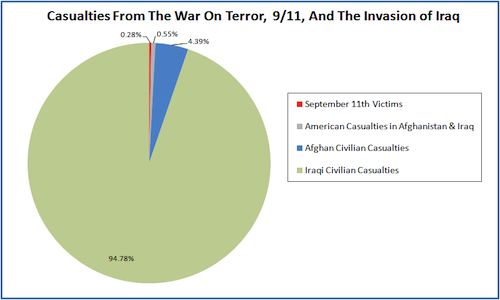 Casualties From The War On Terror, 9/11, And The Invasion of Iraq
0.28%
0.55%
4.39%
September 11th Victims
American Casualties in Afghanistan & Iraq
Afghan Civilian Casualties
Iraqi Civilian Casualties
94.78%